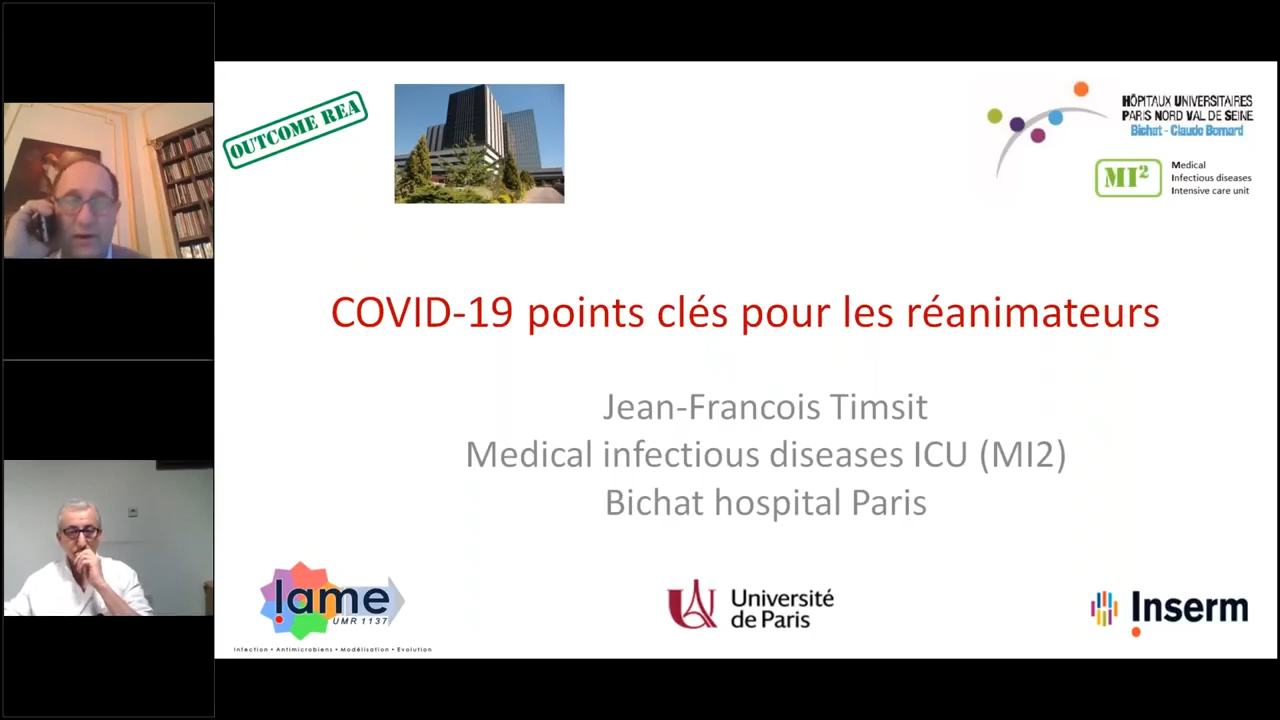 OUTCOME REA
HÔPITAUX UNIVERSITAIRES
PARIS NORD VAL DE SEINE
Bichat - Claude Bernard
MI²
Medical
Infectious diseases
Intensive care unit
COVID-19 points clés pour les réanimateurs
Jean-Francois Timsit
Medical infectious diseases ICU (MI2)
Bichat hospital Paris
Iame
UMR 1137
Infection • Antimicrobiens • Modélisation • Evolution
Université
de Paris
Inserm